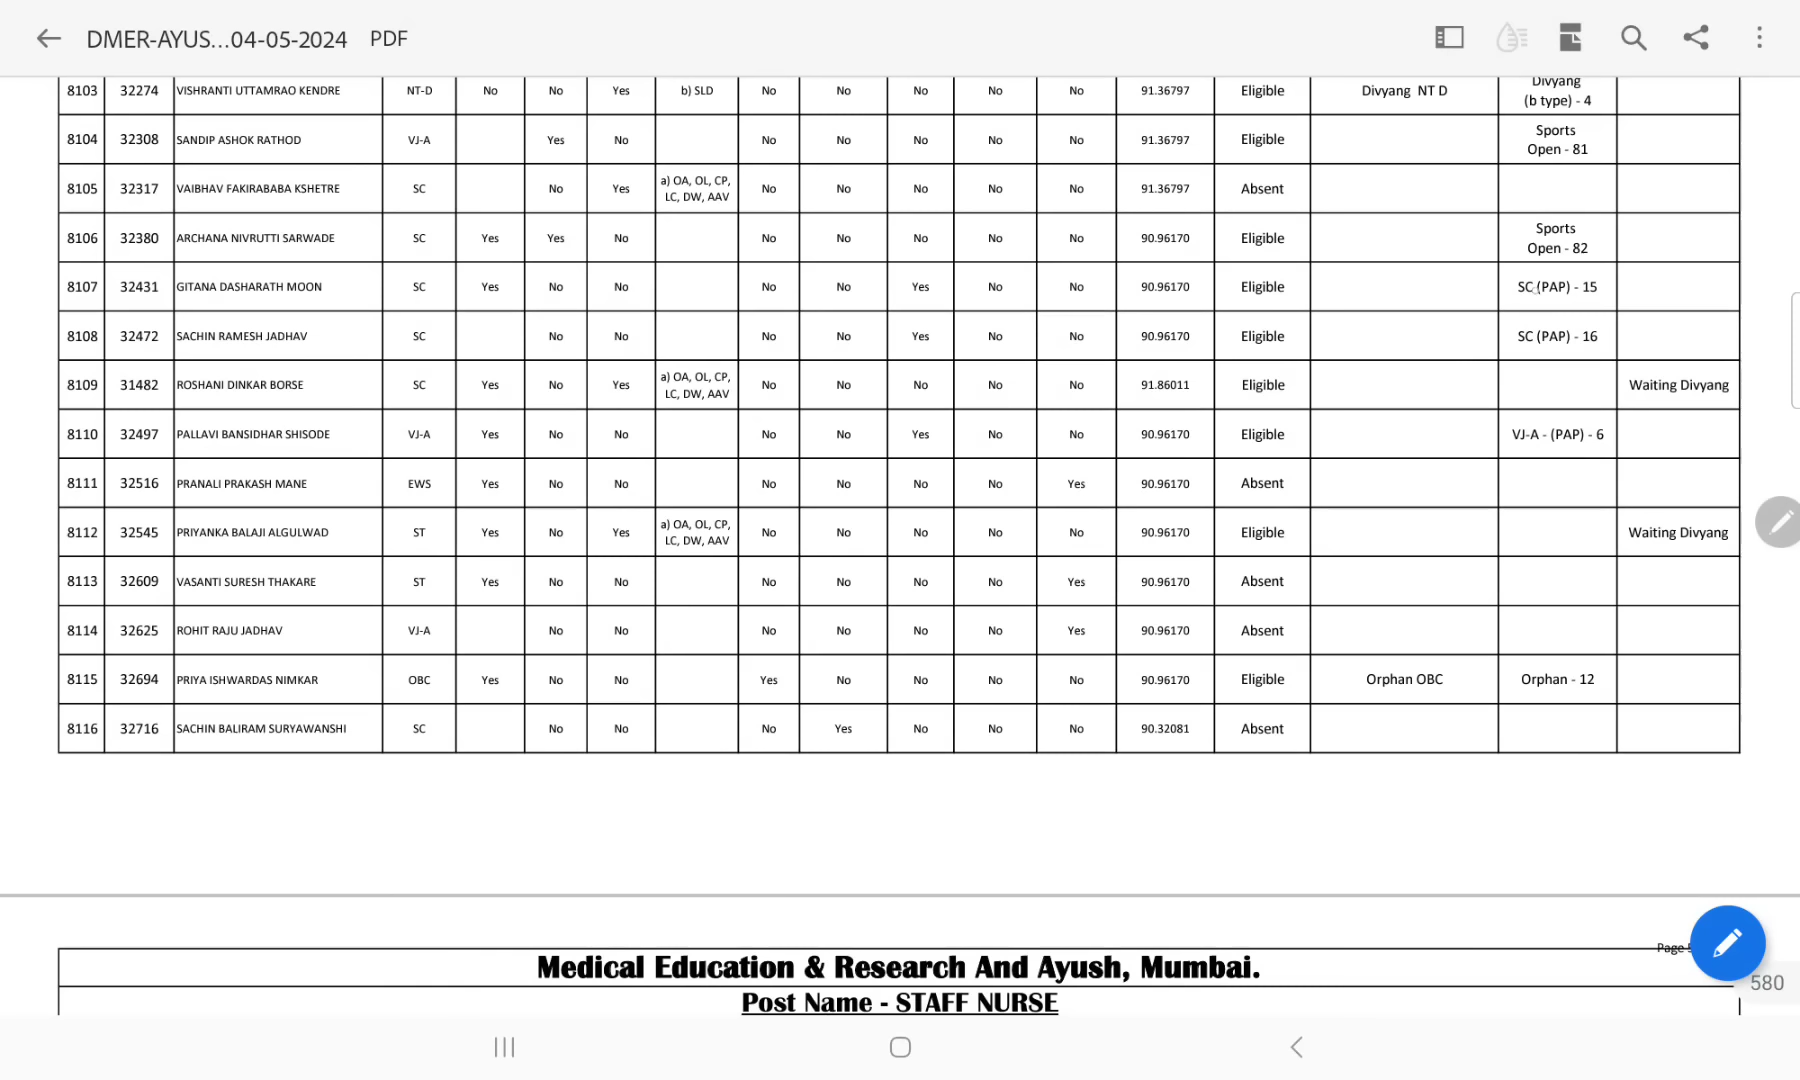 DMER-AYUS...04-05-2024 PDF
8103 32274 VISHRANTI UTTAMRAO KENDRE NT-D No No Yes b) SLD No No No No No 91.36797 Eligible Divyang NT D Divyang (b type) - 4
8104 32308 SANDIP ASHOK RATHOD VJ-A Yes No No No No No No 91.36797 Eligible Sports Open - 81
8105 32317 VAIBHAV FAKIRABABA KSHETRE SC No Yes a) OA, OL, CP, LC, DW, AAV No No No No No 91.36797 Absent
8106 32380 ARCHANA NIVRUTTI SARWADE SC Yes Yes No No No No No No 90.96170 Eligible Sports Open - 82
8107 32431 GITANA DASHARATH MOON SC Yes No No No No Yes No No 90.96170 Eligible SC (PAP) - 15
8108 32472 SACHIN RAMESH JADHAV SC No No No No Yes No No 90.96170 Eligible SC (PAP) - 16
8109 31482 ROSHANI DINKAR BORSE SC Yes No Yes a) OA, OL, CP, LC, DW, AAV No No No No No 91.86011 Eligible Waiting Divyang
8110 32497 PALLAVI BANSIDHAR SHISODE VJ-A Yes No No No No Yes No No 90.96170 Eligible VJ-A - (PAP) - 6
8111 32516 PRANALI PRAKASH MANE EWS Yes No No No No No No Yes 90.96170 Absent
8112 32545 PRIYANKA BALAJI ALGULWAD ST Yes No Yes a) OA, OL, CP, LC, DW, AAV No No No No No 90.96170 Eligible Waiting Divyang
8113 32609 VASANTI SURESH THAKARE ST Yes No No No No No No Yes 90.96170 Absent
8114 32625 ROHIT RAJU JADHAV VJ-A No No No No No No Yes 90.96170 Absent
8115 32694 PRIYA ISHWARDAS NIMKAR OBC Yes No No Yes No No No No 90.96170 Eligible Orphan OBC Orphan - 12
8116 32716 SACHIN BALIRAM SURYAWANSHI SC No No No Yes No No No 90.32081 Absent
Page
Medical Education & Research And Ayush, Mumbai.
580
Post Name - STAFF NURSE